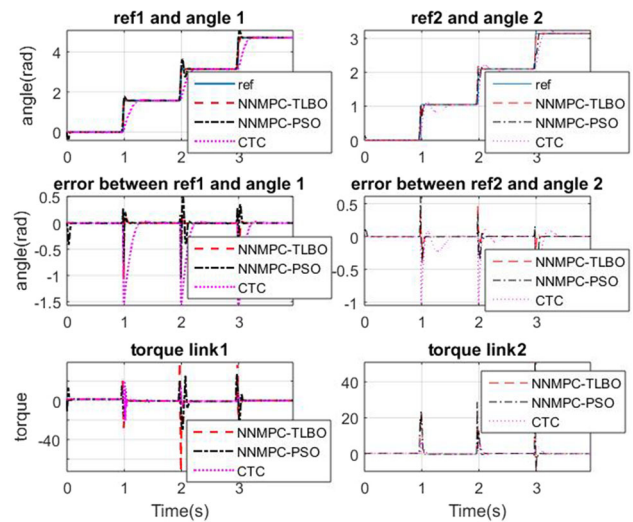 ref1 and angle 1
angle(rad)
4
2
0
0
1
2
3
ref
NNMPC-TLBO
NNMPC-PSO
CTC
ref2 and angle 2
3
2
1
0
0
1
2
3
ref
NNMPC-TLBO
NNMPC-PSO
CTC
error between ref1 and angle 1
angle(rad)
0.5
0
-0.5
-1
-1.5
0
1
2
3
NNMPC-TLBO
NNMPC-PSO
CTC
error between ref2 and angle 2
0.5
0
-0.5
-1
0
1
2
3
NNMPC-TLBO
NNMPC-PSO
CTC
torque link1
torque
0
-40
0
1
2
3
Time(s)
NNMPC-TLBO
NNMPC-PSO
CTC
torque link2
40
20
0
0
1
2
3
Time(s)
NNMPC-TLBO
NNMPC-PSO
CTC